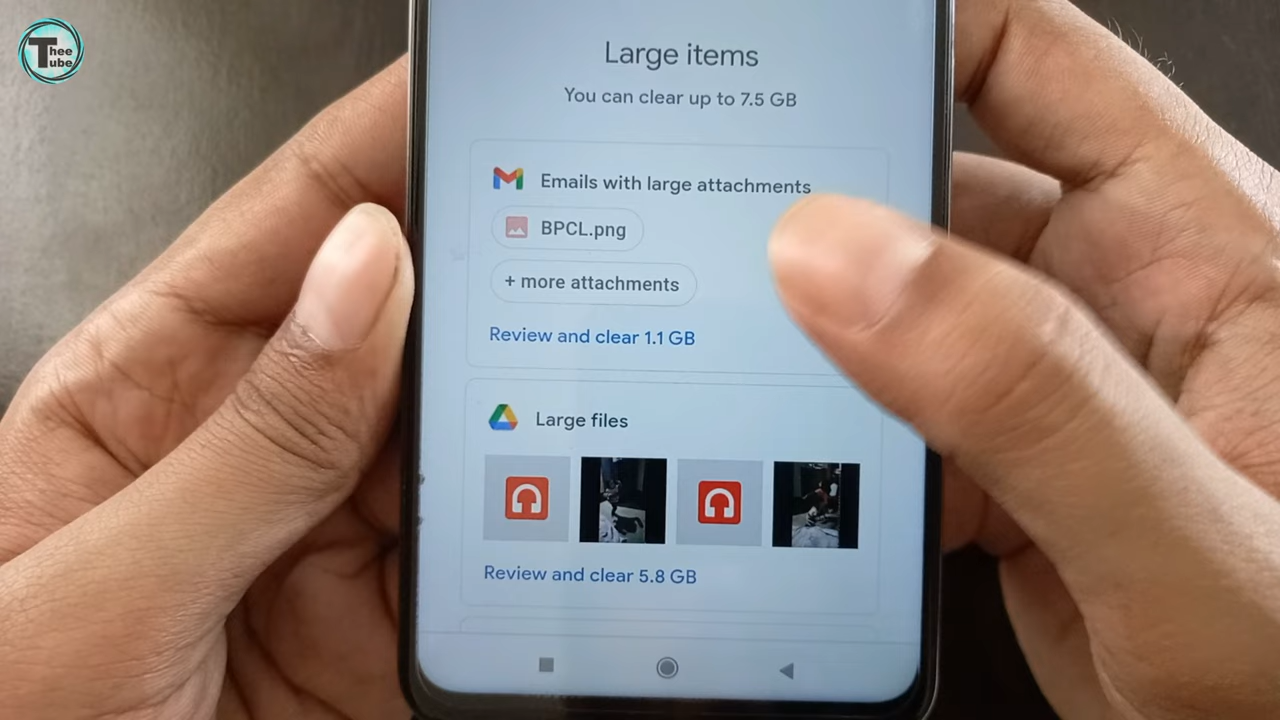 Thee
Tube
Large items
You can clear up to 7.5 GB
Emails with large attachments
BPCL.png
+ more attachments
Review and clear 1.1 GB
Large files
Review and clear 5.8 GB